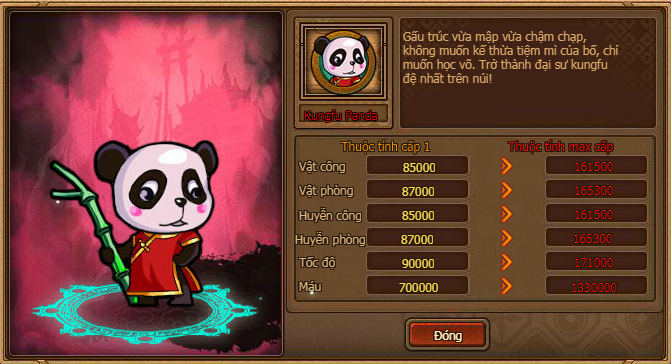 Gấu trúc vừa mập vừa chậm chạp,
không muốn kế thừa tiệm mì của bố, chỉ
muốn học võ. Trở thành đại sư kungfu
đệ nhất trên núi!
Kungfu Panda
Thuộc tính cấp 1 Thuộc tính max cấp
Vật công 85000 161500
Vật phòng 87000 165300
Huyễn công 85000 161500
Huyễn phòng 87000 165300
Tốc độ 90000 171000
Máu 700000 1330000
Đóng